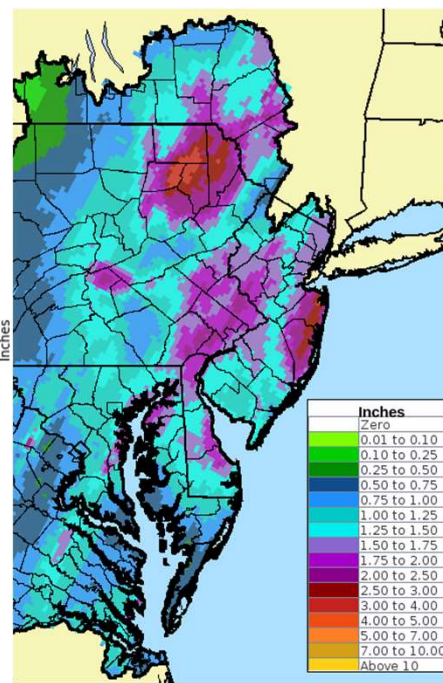 Inches
Inches
Zero
0.01 to 0.10
0.10 to 0.25
0.25 to 0.50
0.50 to 0.75
0.75 to 1.00
1.00 to 1.25
1.25 to 1.50
1.50 to 1.75
1.75 to 2.00
2.00 to 2.50
2.50 to 3.00
3.00 to 4.00
4.00 to 5.00
5.00 to 7.00
7.00 to 10.00
Above 10